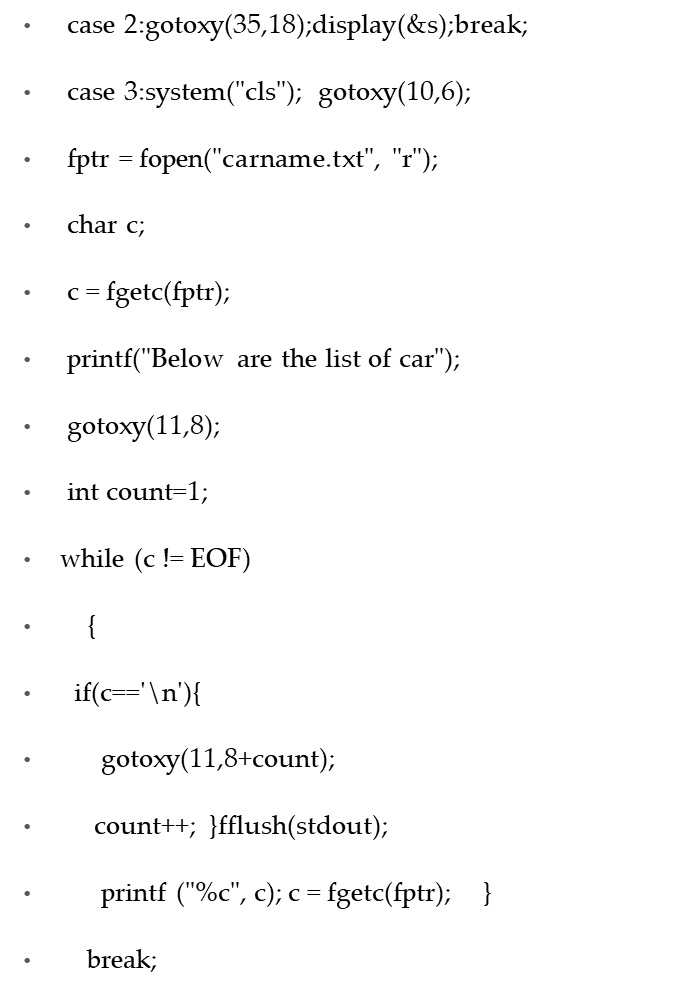 • case 2:gotoxy(35,18);display(&s);break;
• case 3:system("cls"); gotoxy(10,6);
• fptr = fopen("carname.txt", "r");
• char c;
• c = fgetc(fptr);
• printf("Below are the list of car");
• gotoxy(11,8);
• int count=1;
• while (c != EOF)
• {
• if(c=='\n'){
• gotoxy(11,8+count);
• count++; }fflush(stdout);
• printf ("%c", c); c = fgetc(fptr); }
• break;